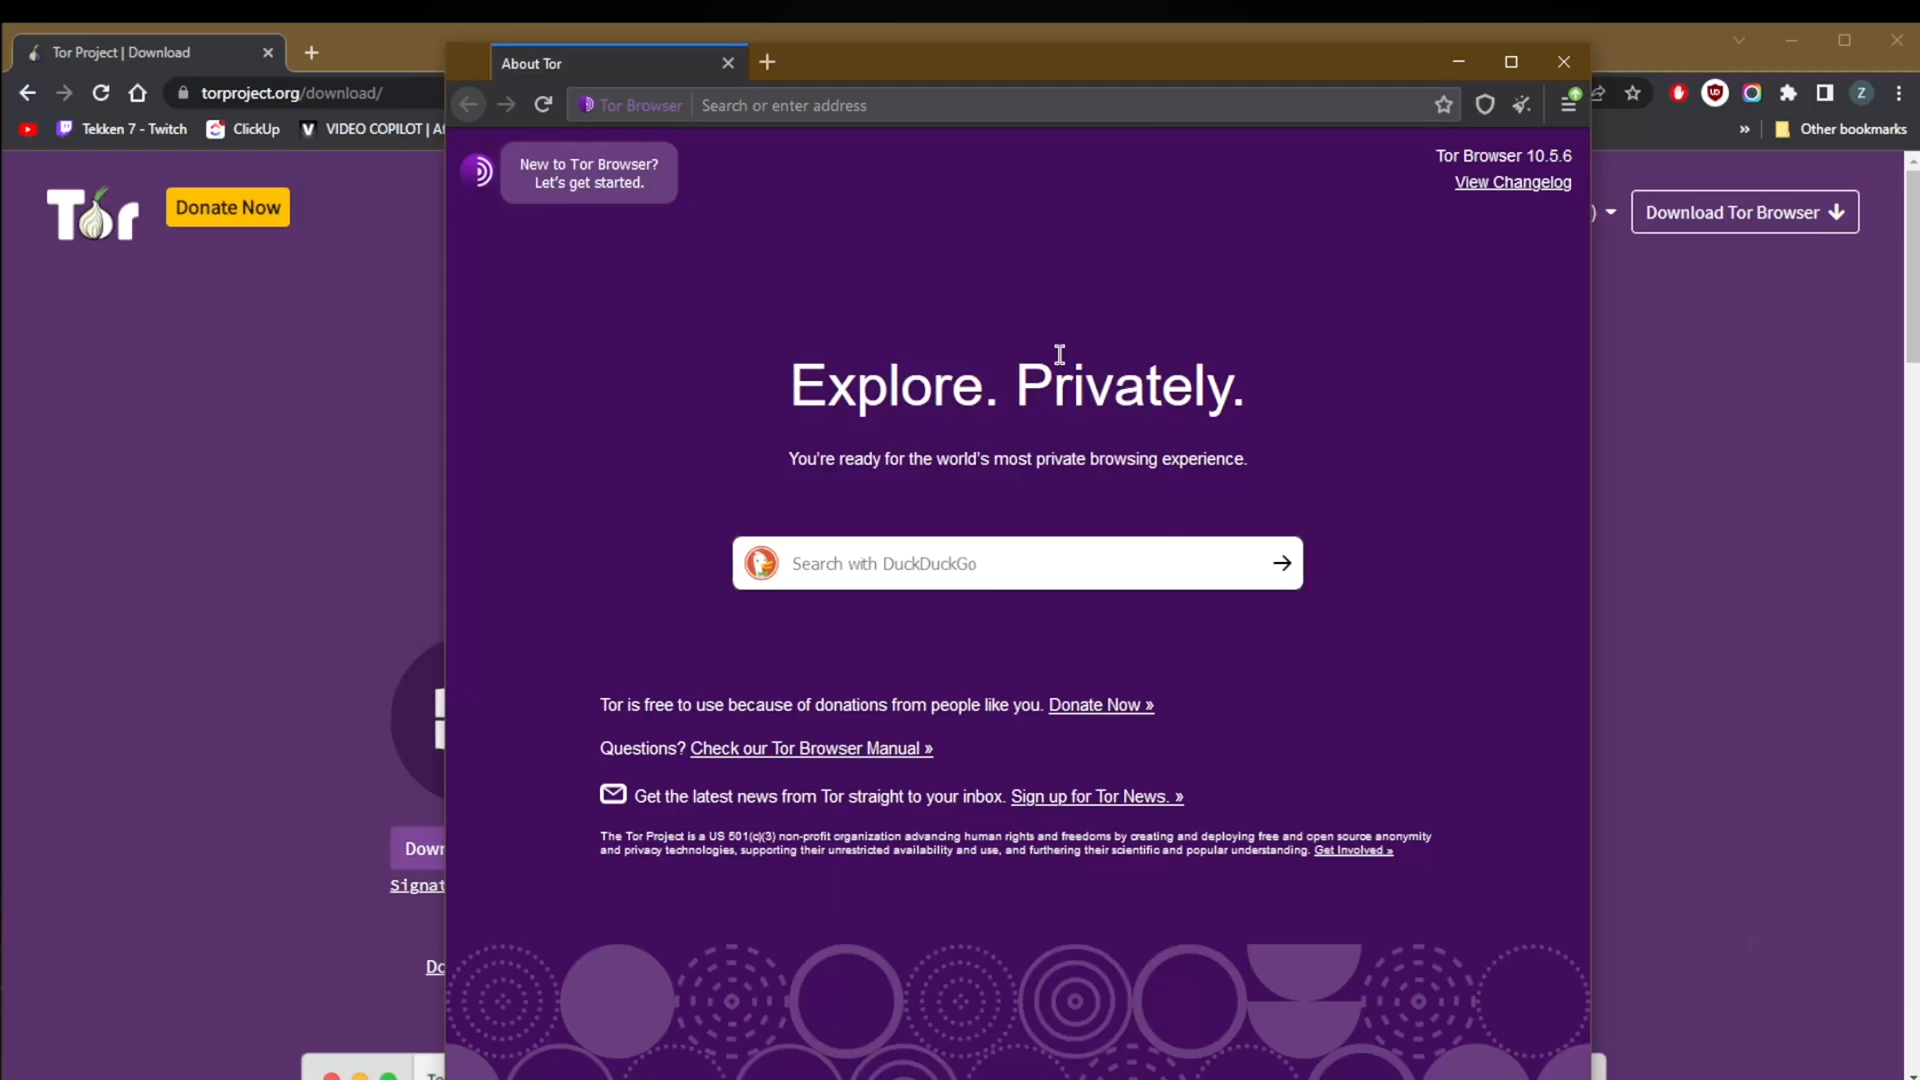 Tor Project | Download
About Tor
torproject.org/download/
Tor Browser
Search or enter address
Z
Tekken 7 - Twitch
ClickUp
VIDEO COPILOT | Af
Other bookmarks
Tor
Donate Now
New to Tor Browser?
Let's get started.
Tor Browser 10.5.6
View Changelog
Download Tor Browser
Explore. Privately.
You're ready for the world's most private browsing experience.
Search with DuckDuckGo
Tor is free to use because of donations from people like you. Donate Now »
Questions? Check our Tor Browser Manual »
Get the latest news from Tor straight to your inbox. Sign up for Tor News. »
The Tor Project is a US 501(c)(3) non-profit organization advancing human rights and freedoms by creating and deploying free and open source anonymity
and privacy technologies, supporting their unrestricted availability and use, and furthering their scientific and popular understanding. Get Involved »
Down
Signat